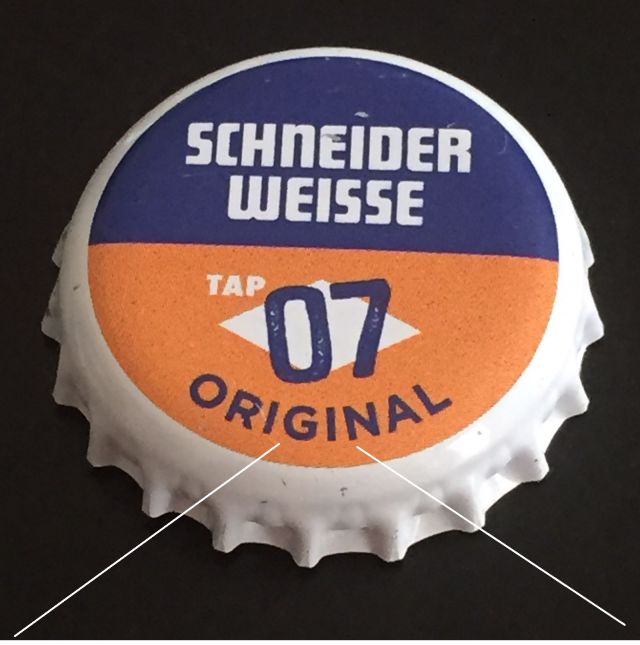 SCHNEIDER
WEISSE
TAP
07
ORIGINAL